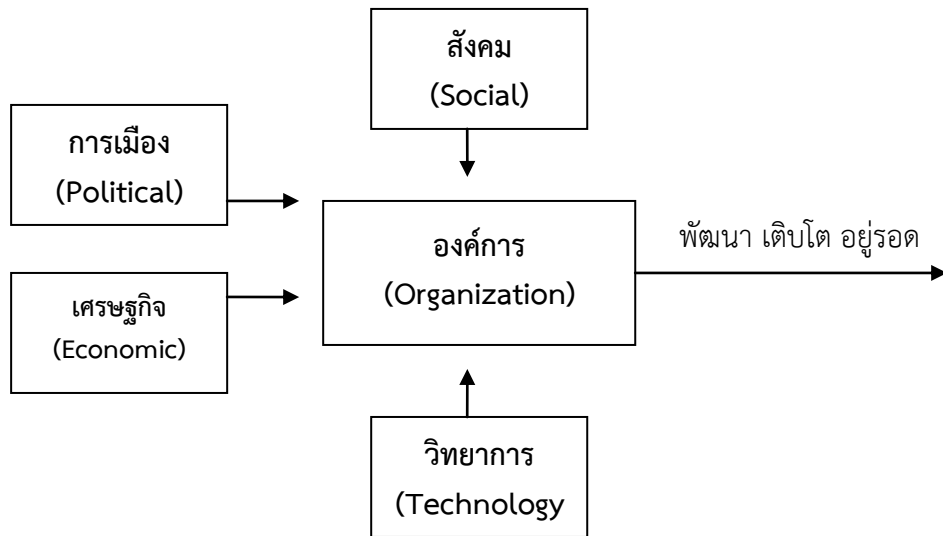 สังคม
(Social)
การเมือง
(Political)
องค์การ
(Organization)
พัฒนา เติบโต อยู่รอด
เศรษฐกิจ
(Economic)
วิทยาการ
(Technology